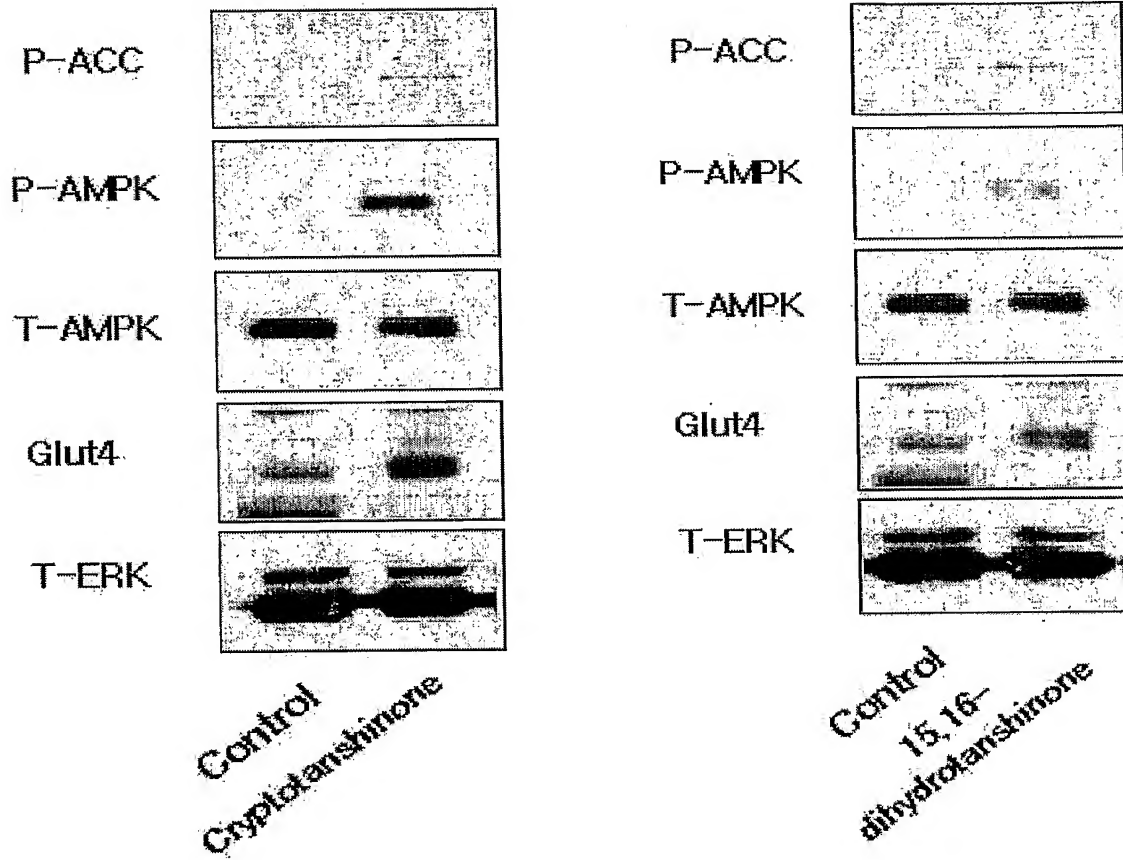 P-ACC
P-AMPK
T-AMPK
Glut4
T-ERK
Control
Cryptotanshinone
P-ACC
P-AMPK
T-AMPK
Glut4
T-ERK
Control
15,16-
dihydrotanshinone